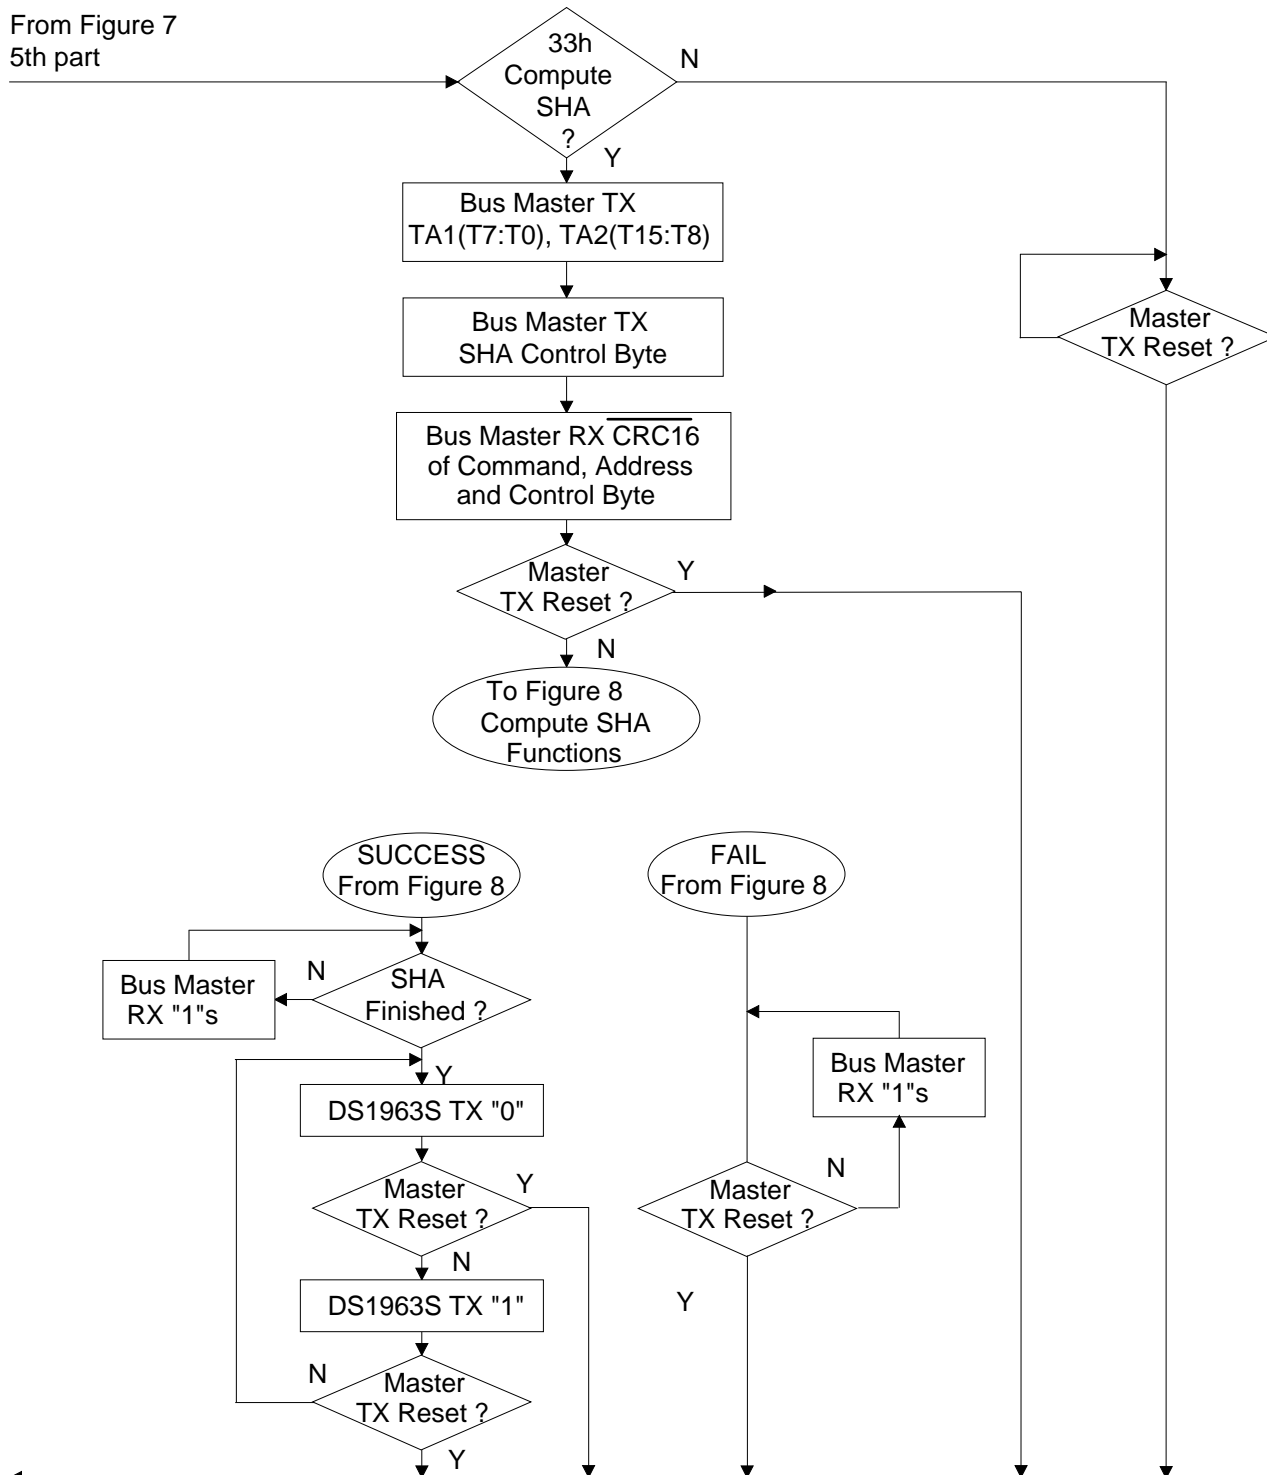 From Figure 7
5th part
33h
Compute
SHA
?
N
Y
Bus Master TX
TA1(T7:T0), TA2(T15:T8)
Bus Master TX
SHA Control Byte
Master
TX Reset ?
Bus Master RX CRC16
of Command, Address
and Control Byte
Master
TX Reset ?
Y
N
To Figure 8
Compute SHA
Functions
SUCCESS
From Figure 8
FAIL
From Figure 8
Bus Master
RX "1"s
N
SHA
Finished ?
Y
Bus Master
RX "1"s
DS1963S TX "0"
Master
TX Reset ?
Y
N
Master
TX Reset ?
N
Y
DS1963S TX "1"
N
Master
TX Reset ?
Y